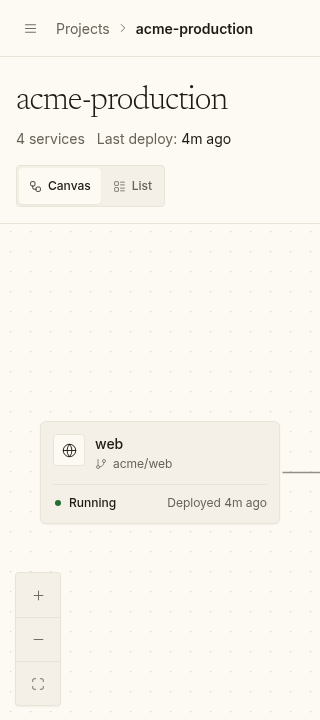 Projects > acme-production
acme-production
4 services Last deploy: 4m ago
Canvas List
web
acme/web
Running Deployed 4m ago